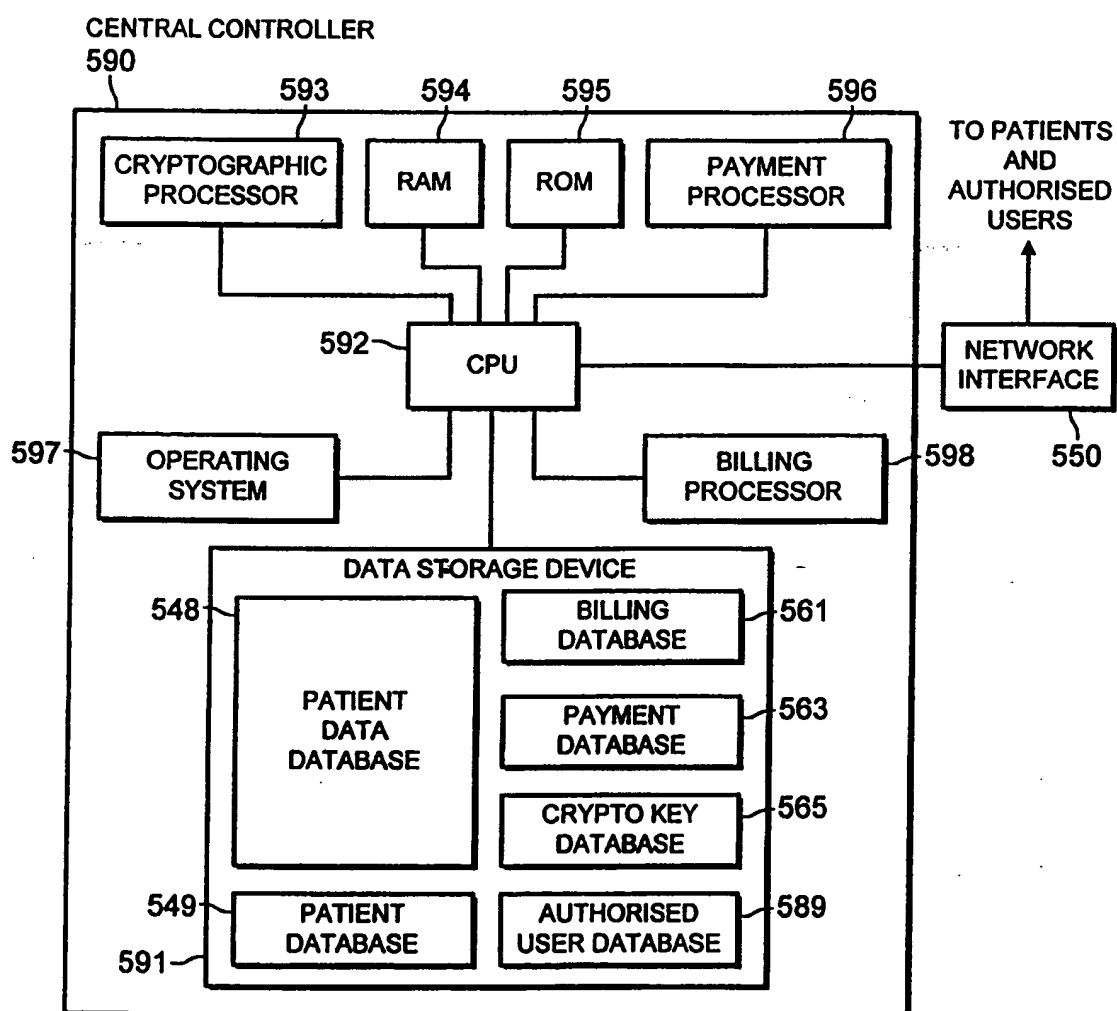 CENTRAL CONTROLLER
590
593
594
595
596
CRYPTOGRAPHIC
PROCESSOR
RAM
ROM
PAYMENT
PROCESSOR
TO PATIENTS
AND
AUTHORISED
USERS
592
CPU
NETWORK
INTERFACE
550
597
OPERATING
SYSTEM
BILLING
PROCESSOR
598
DATA STORAGE DEVICE
548
PATIENT
DATA
DATABASE
BILLING
DATABASE
561
PAYMENT
DATABASE
563
CRYPTO KEY
DATABASE
565
549
PATIENT
DATABASE
AUTHORISED
USER DATABASE
589
591